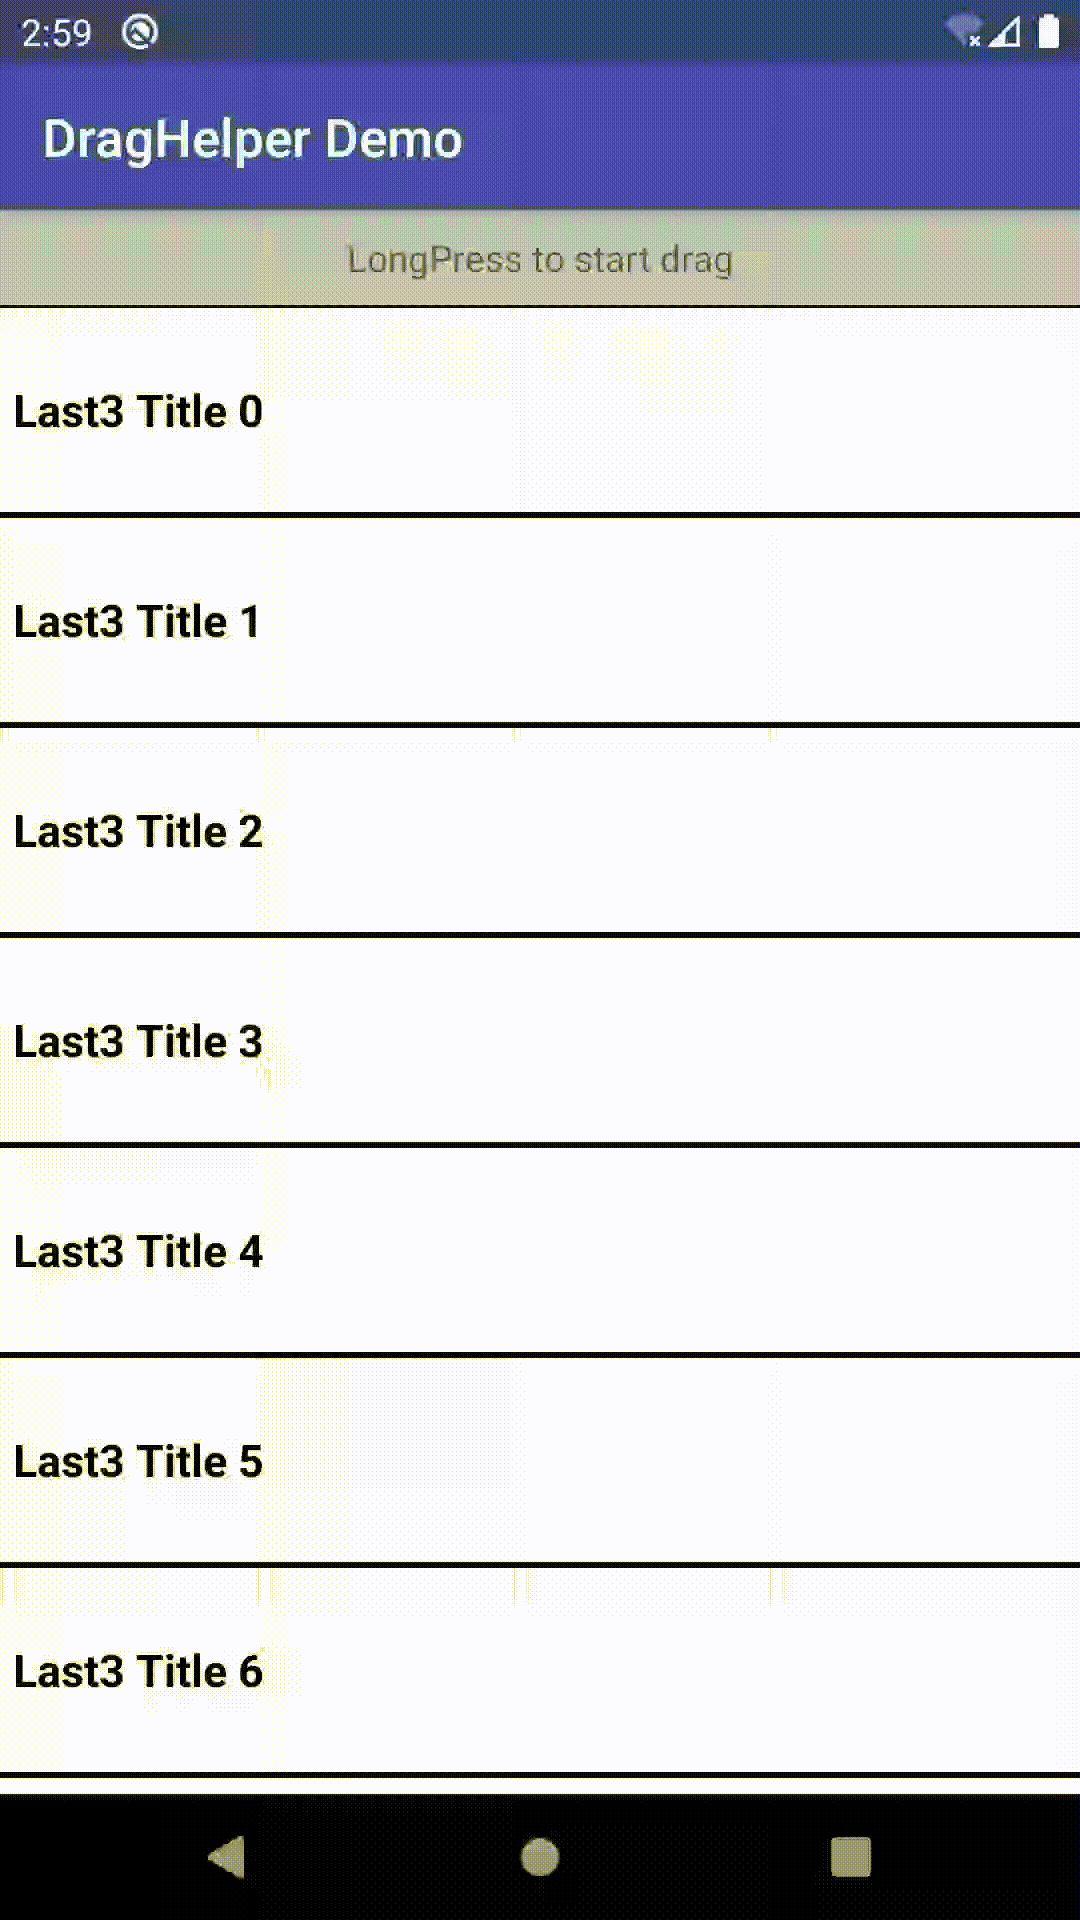 2:59
DragHelper Demo
LongPress to start drag
Last3 Title 0
Last3 Title 1
Last3 Title 2
Last3 Title 3
Last3 Title 4
Last3 Title 5
Last3 Title 6